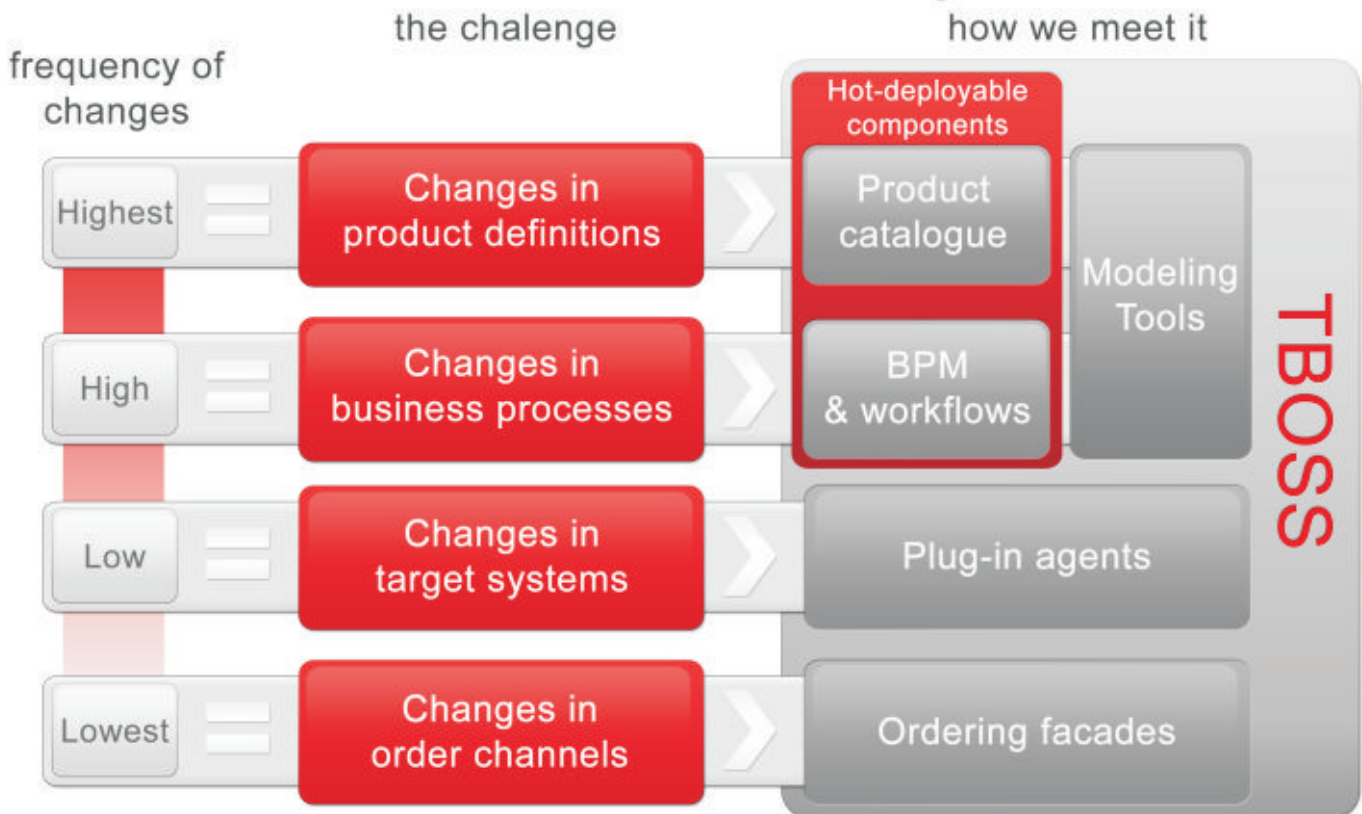 the chalenge
how we meet it
frequency of
changes
Hot-deployable
components
Highest
Changes in
product definitions
Product
catalogue
Modeling
Tools
High
Changes in
business processes
BPM
& workflows
TBOSS
Low
Changes in
target systems
Plug-in agents
Lowest
Changes in
order channels
Ordering facades